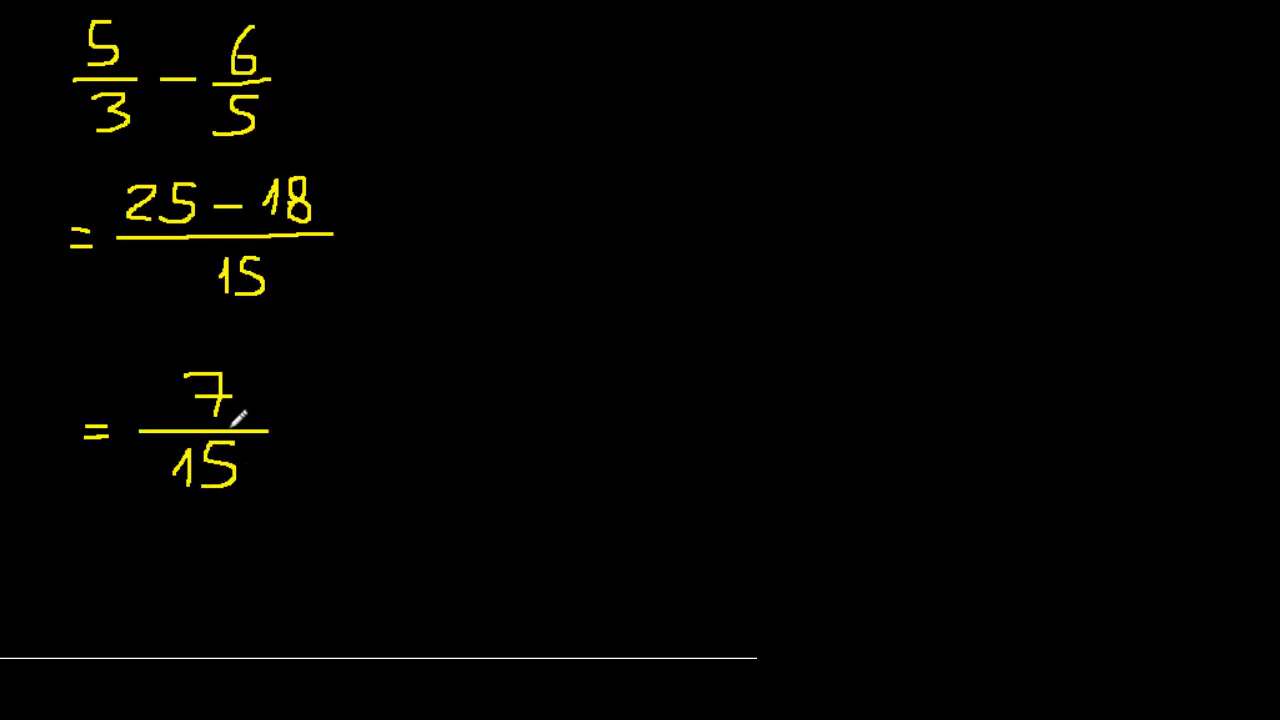 5/3 − 6/5
= (25 − 18)/15
= 7/15